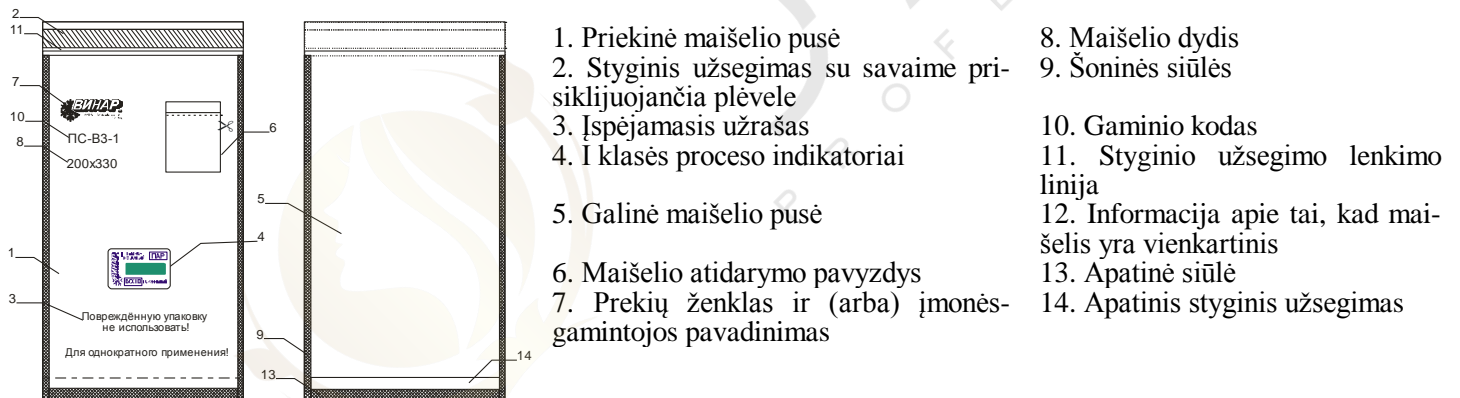 2
11
7
ВИНАР
10
ПС-В3-1
8
200х330
6
5
4
ПАР
1
3
Повреждённую упаковку
не использовать!
Для однократного применения!
9
14
13
1. Priekinė maišelio pusė
2. Styginis užsegimas su savaime pri-
siklijuojančia plėvele
3. Įspėjamasis užrašas
4. I klasės proceso indikatoriai
5. Galinė maišelio pusė
6. Maišelio atidarymo pavyzdys
7. Prekių ženklas ir (arba) įmonės-
gamintojos pavadinimas
8. Maišelio dydis
9. Šoninės siūlės
10. Gaminio kodas
11. Styginio užsegimo lenkimo
linija
12. Informacija apie tai, kad mai-
šelis yra vienkartinis
13. Apatinė siūlė
14. Apatinis styginis užsegimas